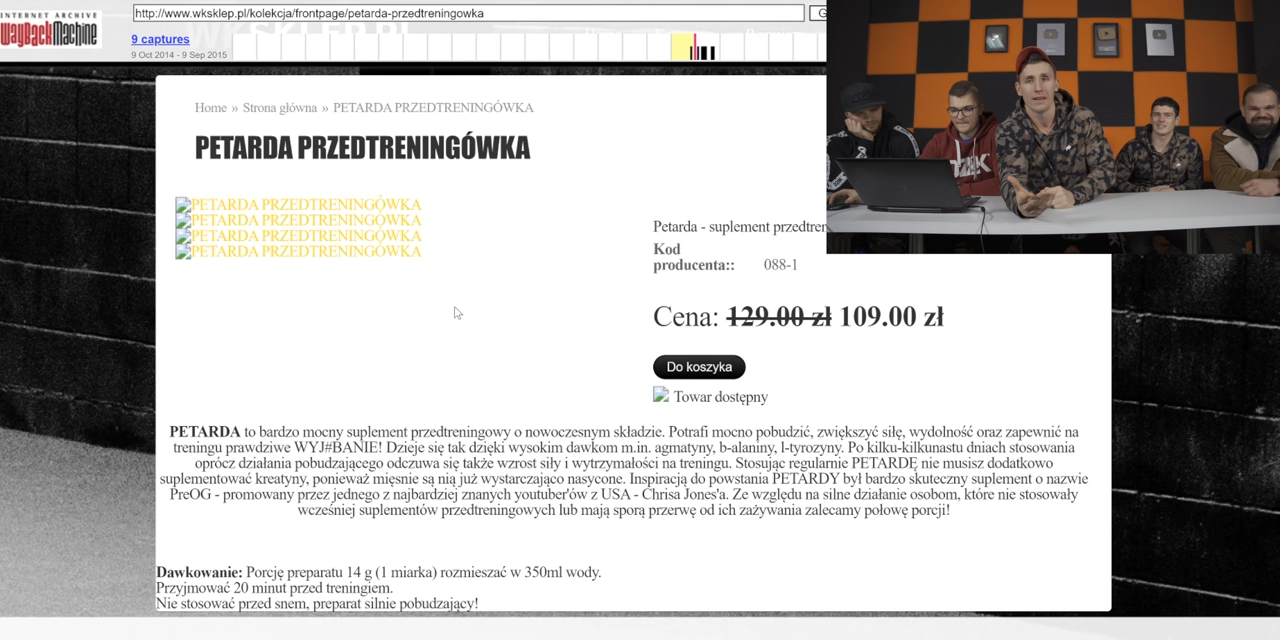 INTERNET ARCHIVE
WayBackMachine
http://www.wksklep.pl/kolekcja/frontpage/petarda-przedtreningowka
G
9 captures
9 Oct 2014 - 9 Sep 2015
Home » Strona główna » PETARDA PRZEDTRENINGÓWKA
PETARDA PRZEDTRENINGÓWKA
PETARDA PRZEDTRENINGÓWKA
PETARDA PRZEDTRENINGÓWKA
PETARDA PRZEDTRENINGÓWKA
PETARDA PRZEDTRENINGÓWKA
Petarda - suplement przedtren
Kod
producenta:: 088-1
Cena: 129.00 zł 109.00 zł
Do koszyka
Towar dostępny
PETARDA to bardzo mocny suplement przedtreningowy o nowoczesnym składzie. Potrafi mocno pobudzić, zwiększyć siłę, wydolność oraz zapewnić na
treningu prawdziwe WYJ#BANIE! Dzieje się tak dzięki wysokim dawkom m.in. agmatyny, b-alaniny, l-tyrozyny. Po kilku-kilkunastu dniach stosowania
oprócz działania pobudzającego odczuwa się także wzrost siły i wytrzymałości na treningu. Stosując regularnie PETARDĘ nie musisz dodatkowo
suplementować kreatyny, ponieważ mięśnie są nią już wystarczająco nasycone. Inspiracją do powstania PETARDY był bardzo skuteczny suplement o nazwie
PreOG - promowany przez jednego z najbardziej znanych youtuber'ów z USA - Chrisa Jones'a. Ze względu na silne działanie osobom, które nie stosowały
wcześniej suplementów przedtreningowych lub mają sporą przerwę od ich zażywania zalecamy połowę porcji!
Dawkowanie: Porcję preparatu 14 g (1 miarka) rozmieszać w 350ml wody.
Przyjmować 20 minut przed treningiem.
Nie stosować przed snem, preparat silnie pobudzający!